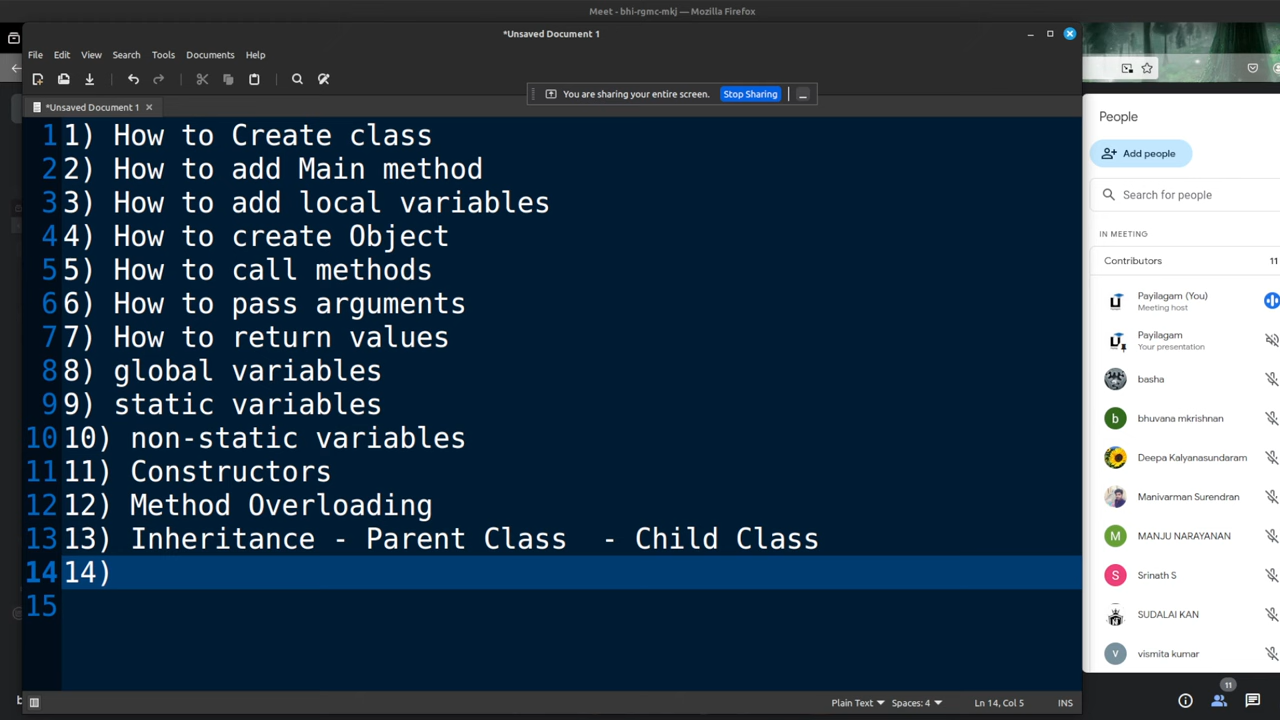 Meet - bhi-rgmc-mkj — Mozilla Firefox
*Unsaved Document 1
File Edit View Search Tools Documents Help
You are sharing your entire screen. Stop Sharing
*Unsaved Document 1
1 1) How to Create class
2 2) How to add Main method
3 3) How to add local variables
4 4) How to create Object
5 5) How to call methods
6 6) How to pass arguments
7 7) How to return values
8 8) global variables
9 9) static variables
10 10) non-static variables
11 11) Constructors
12 12) Method Overloading
13 13) Inheritance - Parent Class  - Child Class
14 14)
15
Plain Text Spaces: 4 Ln 14, Col 5 INS
People
Add people
Search for people
IN MEETING
Contributors 11
Payilagam (You)
Meeting host
Payilagam
Your presentation
basha
b bhuvana mkrishnan
Deepa Kalyanasundaram
Manivarman Surendran
M MANJU NARAYANAN
S Srinath S
SUDALAI KAN
v vismita kumar
11